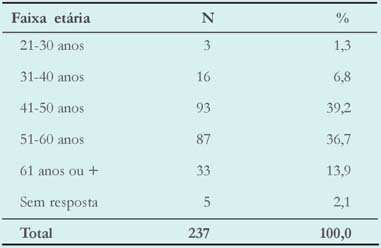 Faixa etária N %
21-30 anos 3 1,3
31-40 anos 16 6,8
41-50 anos 93 39,2
51-60 anos 87 36,7
61 anos ou + 33 13,9
Sem resposta 5 2,1
Total 237 100,0